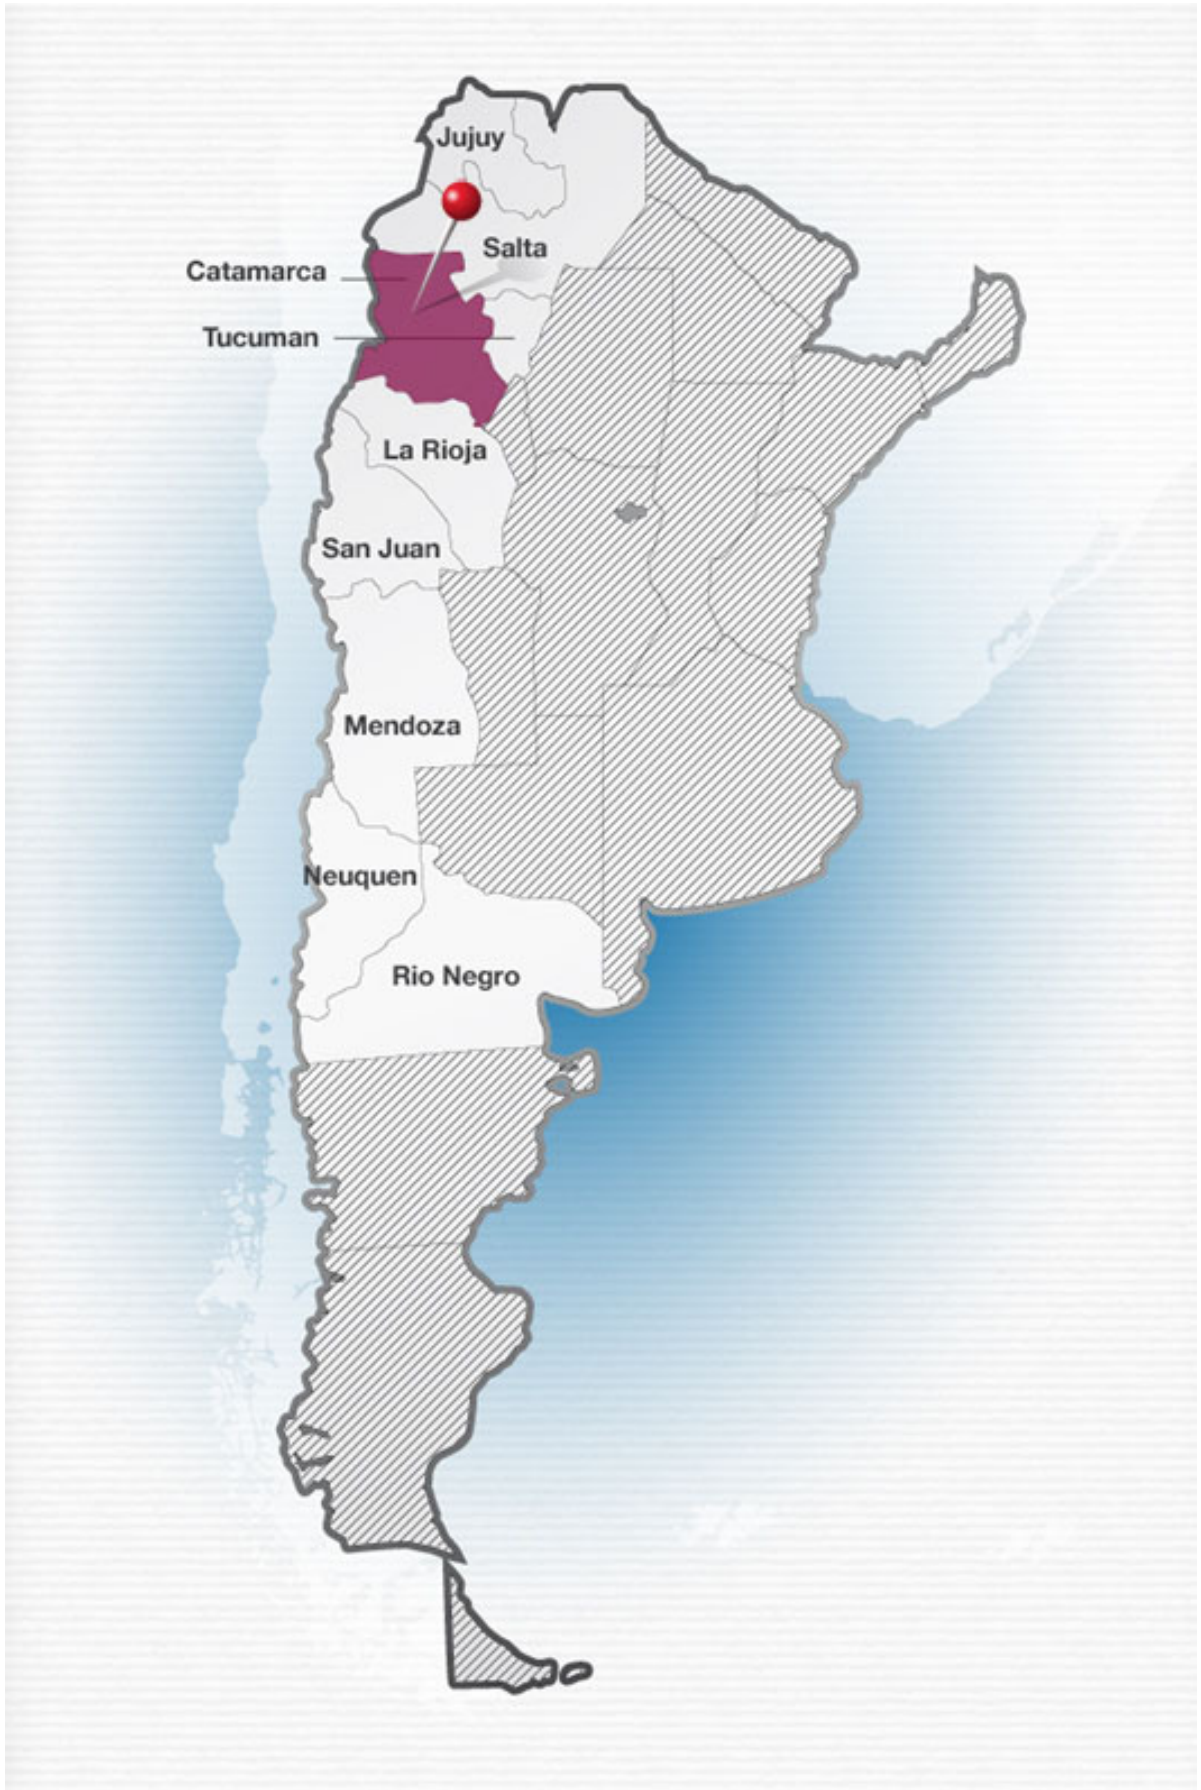 Jujuy
Salta
Catamarca
Tucuman
La Rioja
San Juan
Mendoza
Neuquen
Rio Negro